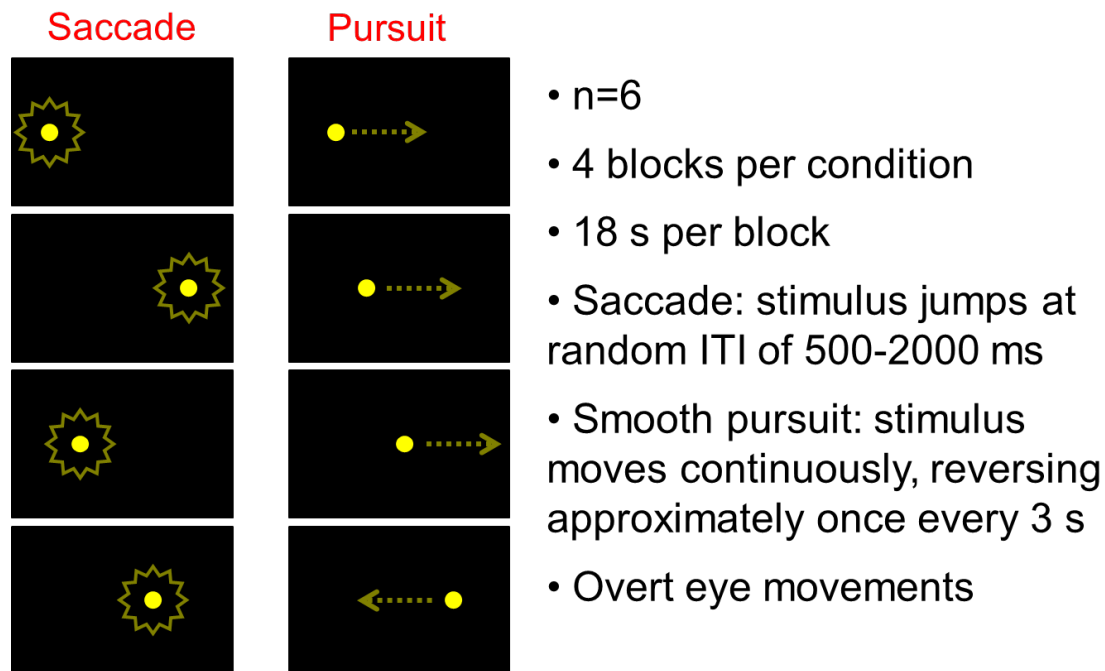 Saccade
Pursuit
• n=6
• 4 blocks per condition
• 18 s per block
• Saccade: stimulus jumps at
random ITI of 500-2000 ms
• Smooth pursuit: stimulus
moves continuously, reversing
approximately once every 3 s
• Overt eye movements